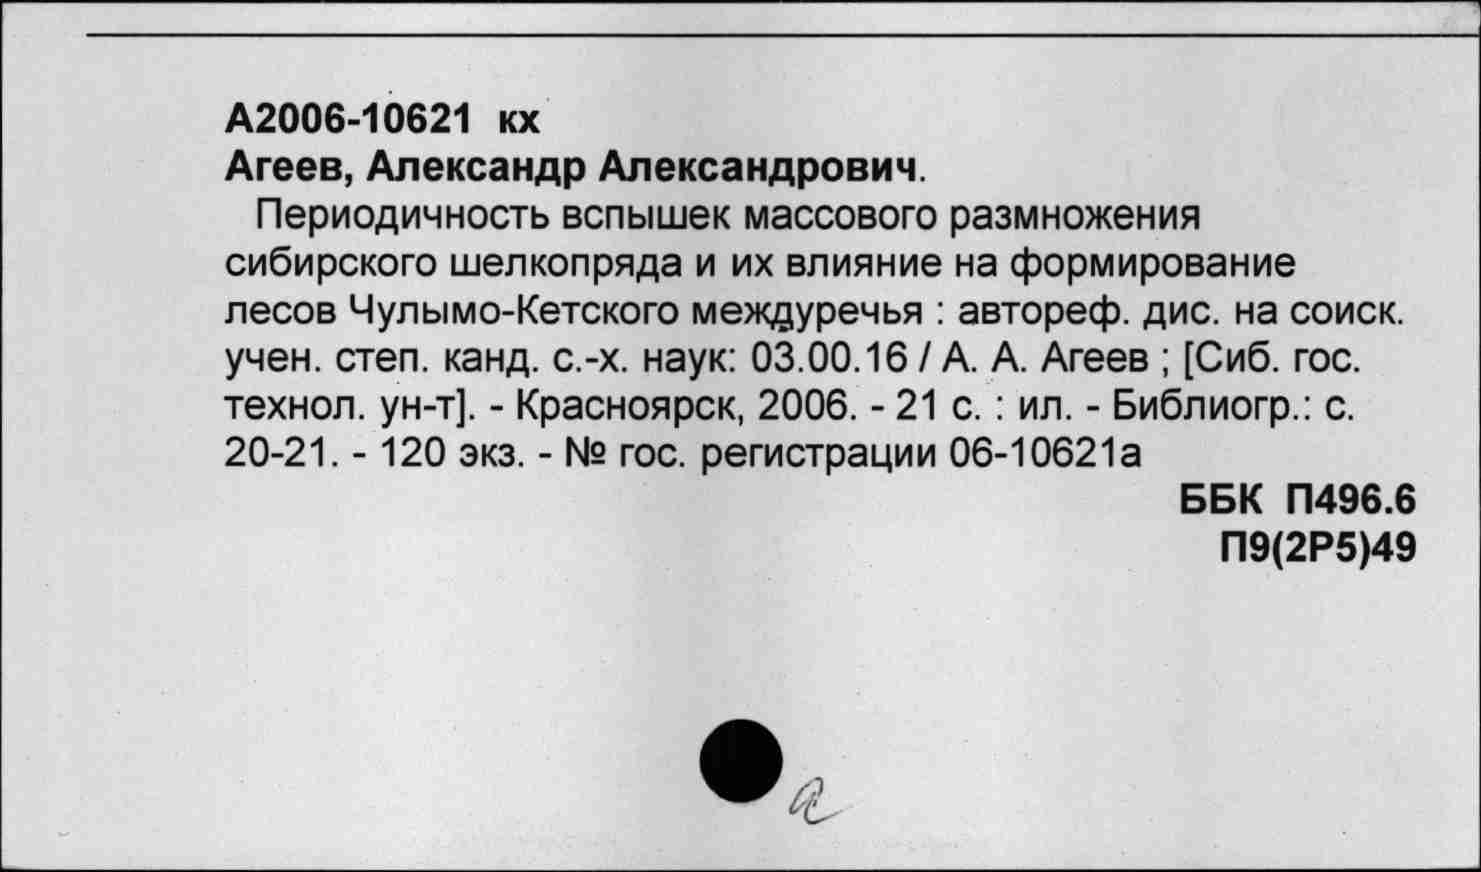 А2006-10621 кх
Агеев, Александр Александрович.
Периодичность вспышек массового размножения
сибирского шелкопряда и их влияние на формирование
лесов Чулымо-Кетского междуречья : автореф. дис. на соиск.
учен. степ. канд. с.-х. наук: 03.00.16 / А. А. Агеев ; [Сиб. гос.
технол. ун-т]. - Красноярск, 2006. - 21 с. : ил. - Библиогр.: с.
20-21. - 120 экз. - № гос. регистрации 06-10621а
ББК П496.6
П9(2Р5)49